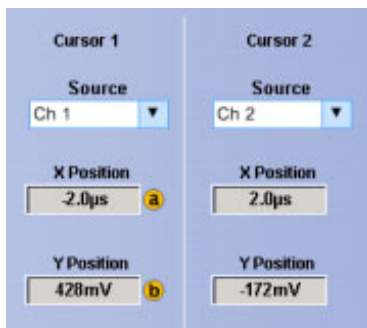 Cursor 1 Cursor 2
Source Source
Ch 1 Ch 2
X Position X Position
-2.0µs a 2.0µs
Y Position Y Position
428mV b -172mV